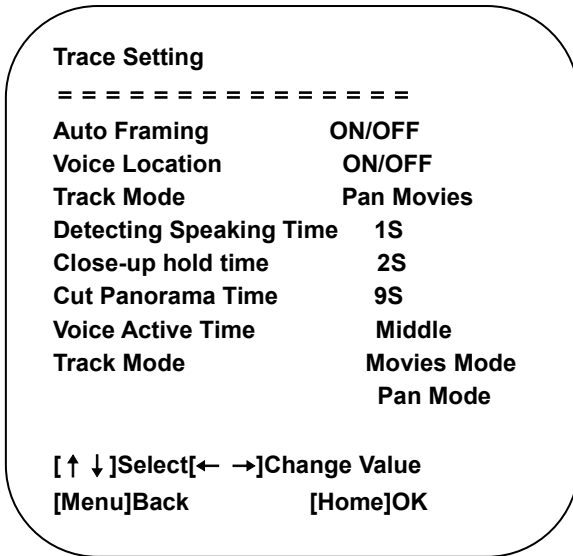 Trace Setting
= = = = = = = = = = = = = = =
Auto Framing ON/OFF
Voice Location ON/OFF
Track Mode Pan Movies
Detecting Speaking Time 1S
Close-up hold time 2S
Cut Panorama Time 9S
Voice Active Time Middle
Track Mode Movies Mode
Pan Mode
[↑ ↓]Select[← →]Change Value
[Menu]Back [Home]OK